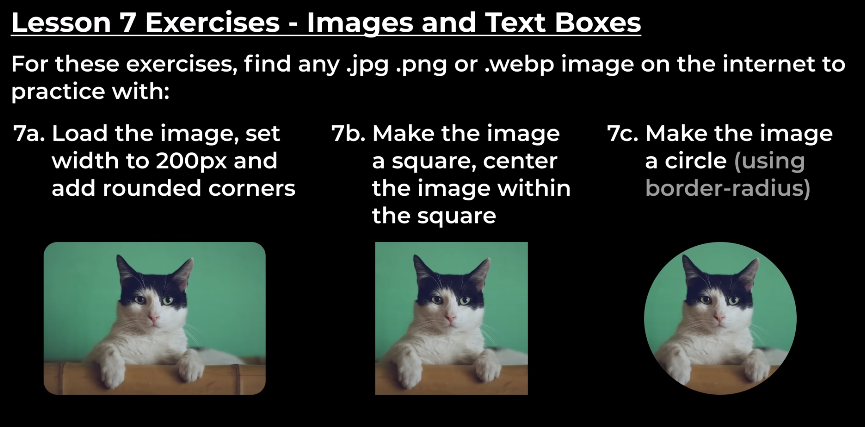 Lesson 7 Exercises - Images and Text Boxes
For these exercises, find any .jpg .png or .webp image on the internet to
practice with:
7a. Load the image, set
width to 200px and
add rounded corners
7b. Make the image
a square, center
the image within
the square
7c. Make the image
a circle (using
border-radius)